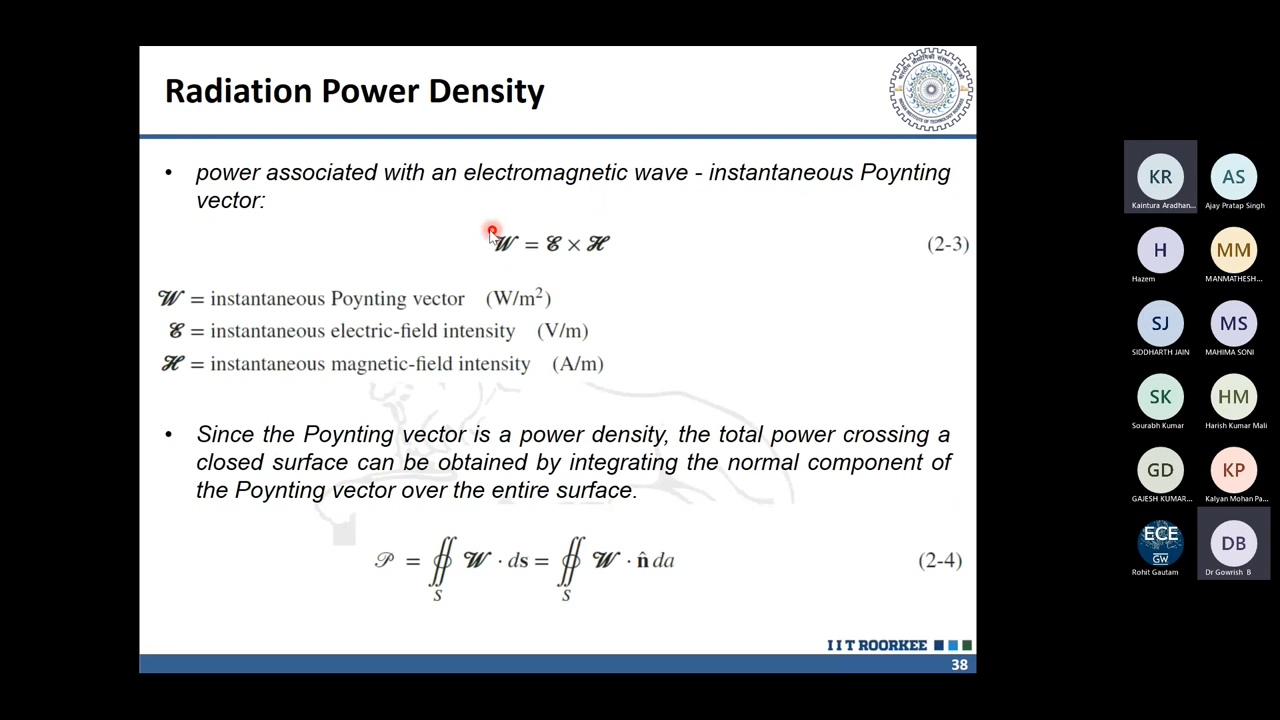 Radiation Power Density
• power associated with an electromagnetic wave - instantaneous Poynting
vector:
𝓦 = 𝓔 × 𝓗 (2-3)
𝓦 = instantaneous Poynting vector (W/m²)
𝓔 = instantaneous electric-field intensity (V/m)
𝓗 = instantaneous magnetic-field intensity (A/m)
• Since the Poynting vector is a power density, the total power crossing a
closed surface can be obtained by integrating the normal component of
the Poynting vector over the entire surface.
𝒫 = ∯_S 𝓦 · ds = ∯_S 𝓦 · n̂ da (2-4)
I I T ROORKEE
38
KR
Kaintura Aradhan...
AS
Ajay Pratap Singh
H
Hazem
MM
MANMATHESH...
SJ
SIDDHARTH JAIN
MS
MAHIMA SONI
SK
Sourabh Kumar
HM
Harish Kumar Mali
GD
GAJESH KUMAR...
KP
Kalyan Mohan Pa...
ECE
GW
Rohit Gautam
DB
Dr Gowrish B